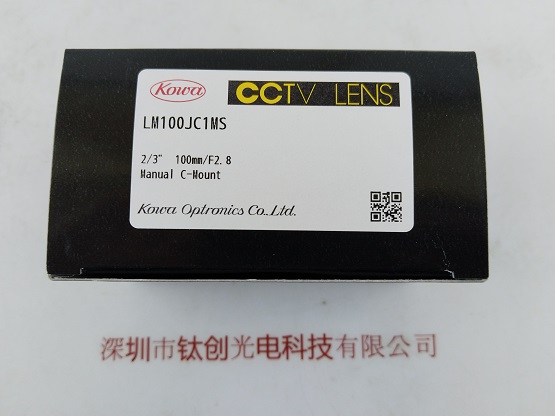 Kowa
CCTV LENS
LM100JC1MS
2/3" 100mm/F2.8
Manual C-Mount
Kowa Optronics Co.,Ltd.
深圳市钛创光电科技有限公司